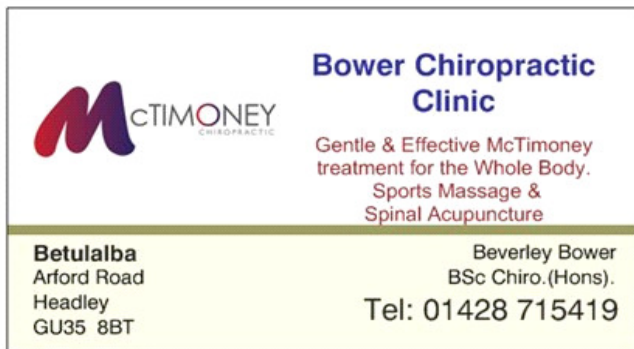 McTIMONEY
CHIROPRACTIC
Bower Chiropractic
Clinic
Gentle & Effective McTimoney
treatment for the Whole Body.
Sports Massage &
Spinal Acupuncture
Betulalba
Arford Road
Headley
GU35 8BT
Beverley Bower
BSc Chiro.(Hons).
Tel: 01428 715419